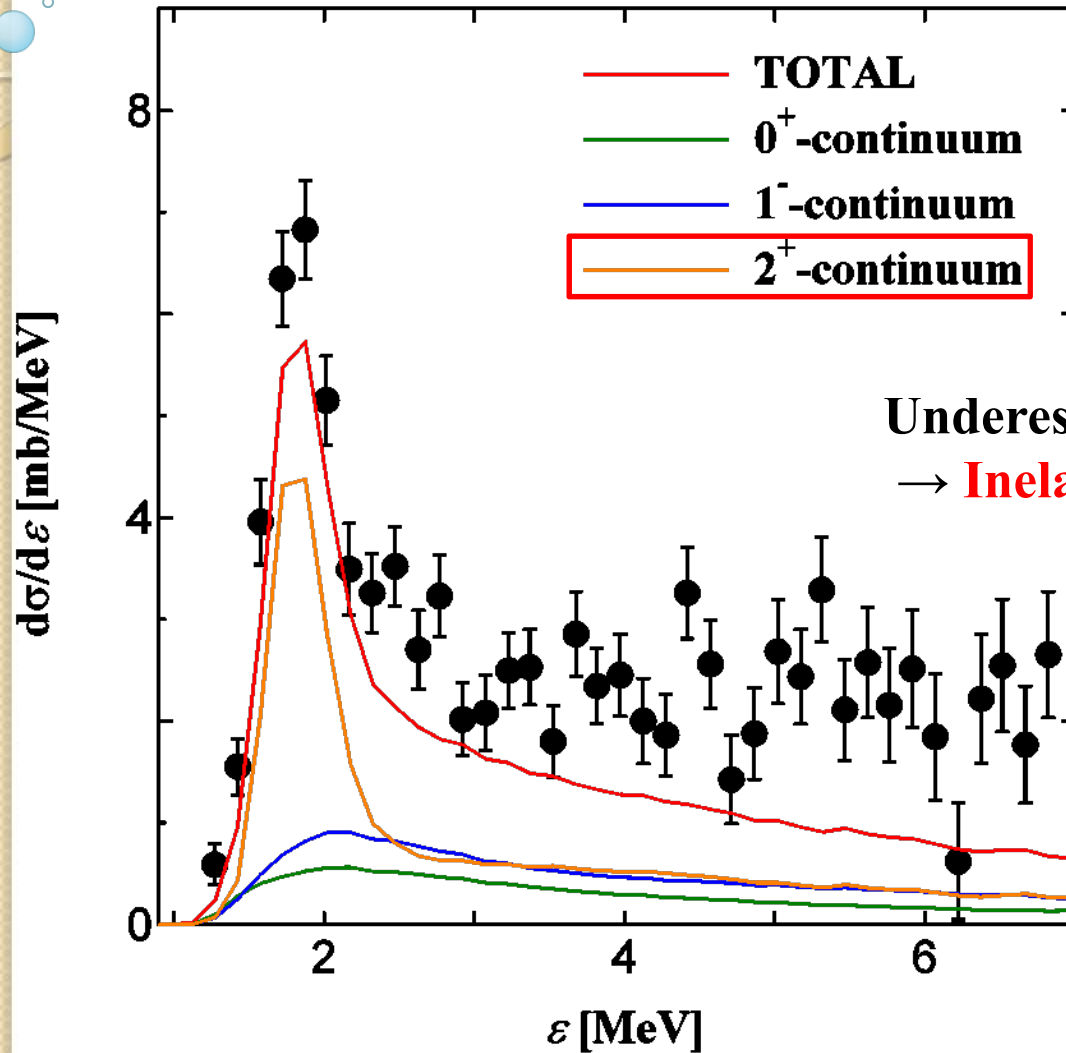 8
4
0
dσ/dε [mb/MeV]
TOTAL
0⁺-continuum
1⁻-continuum
2⁺-continuum
Underes
→ Inela
2
4
6
ε [MeV]